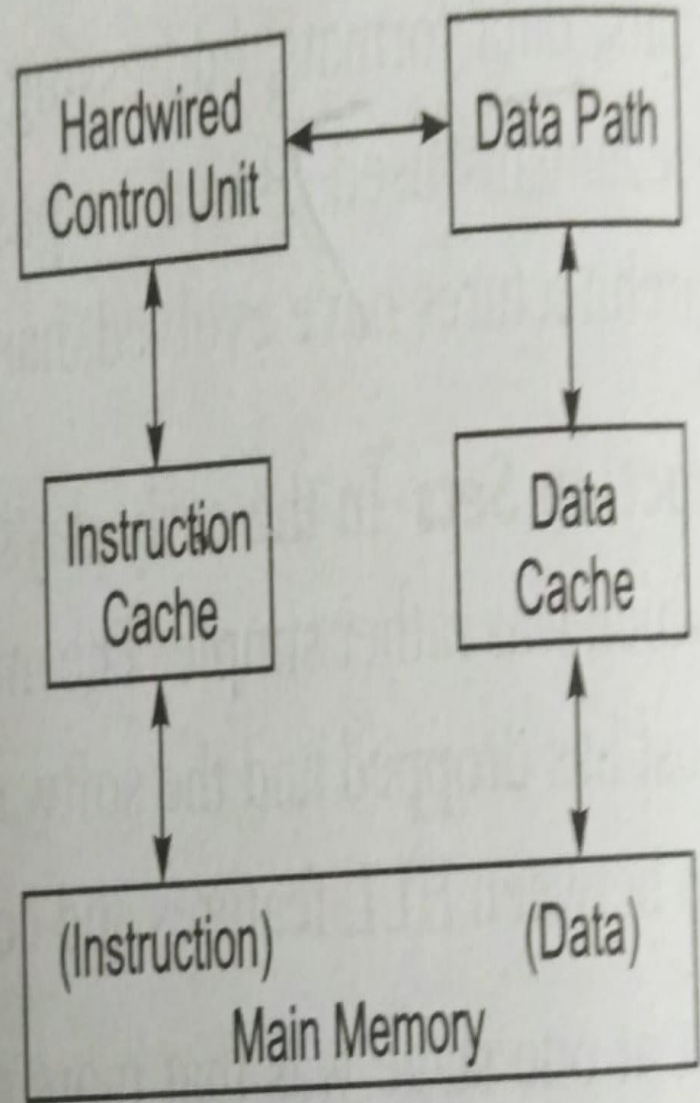 Hardwired
Control Unit
Data Path
Instruction
Cache
Data
Cache
(Instruction) (Data)
Main Memory